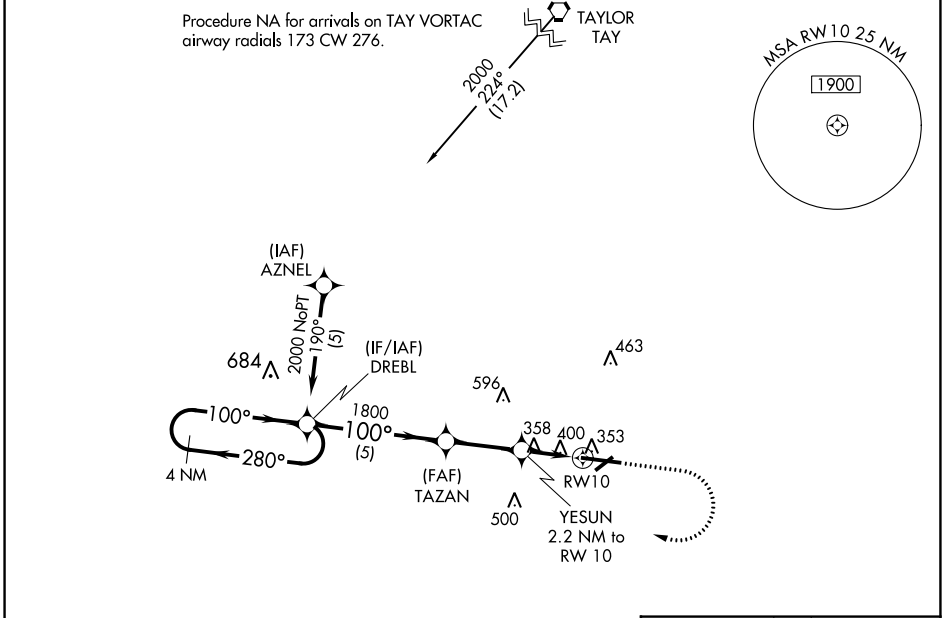 Procedure NA for arrivals on TAY VORTAC
airway radials 173 CW 276.
TAYLOR
TAY
2000
224°
(17.2)
MSA RW10 25 NM
1900
(IAF)
AZNEL
2000 NoPT
190°
(5)
684
(IF/IAF)
DREBL
463
596
100°
1800
100°
(5)
280°
4 NM
358
400
353
(FAF)
TAZAN
RW10
500
YESUN
2.2 NM to
RW 10